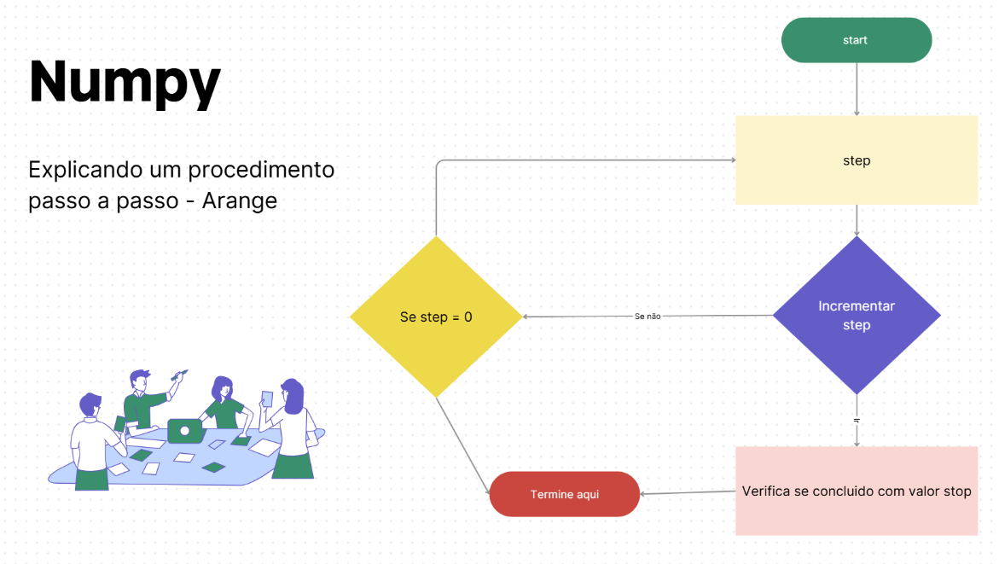 Numpy
Explicando um procedimento
passo a passo - Arange
start
step
Incrementar
step
Se não
Se step = 0
Verifica se concluido com valor stop
Termine aqui